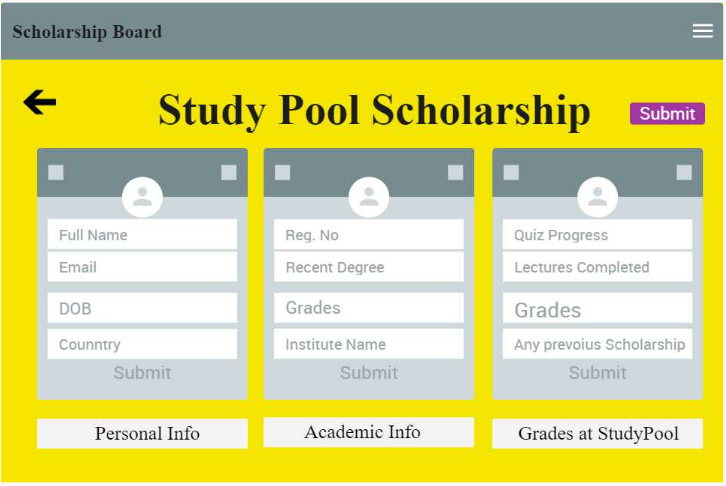 Scholarship Board
Study Pool Scholarship
Submit
Full Name
Email
DOB
Counntry
Submit
Personal Info
Reg. No
Recent Degree
Grades
Institute Name
Submit
Academic Info
Quiz Progress
Lectures Completed
Grades
Any prevoius Scholarship
Submit
Grades at StudyPool